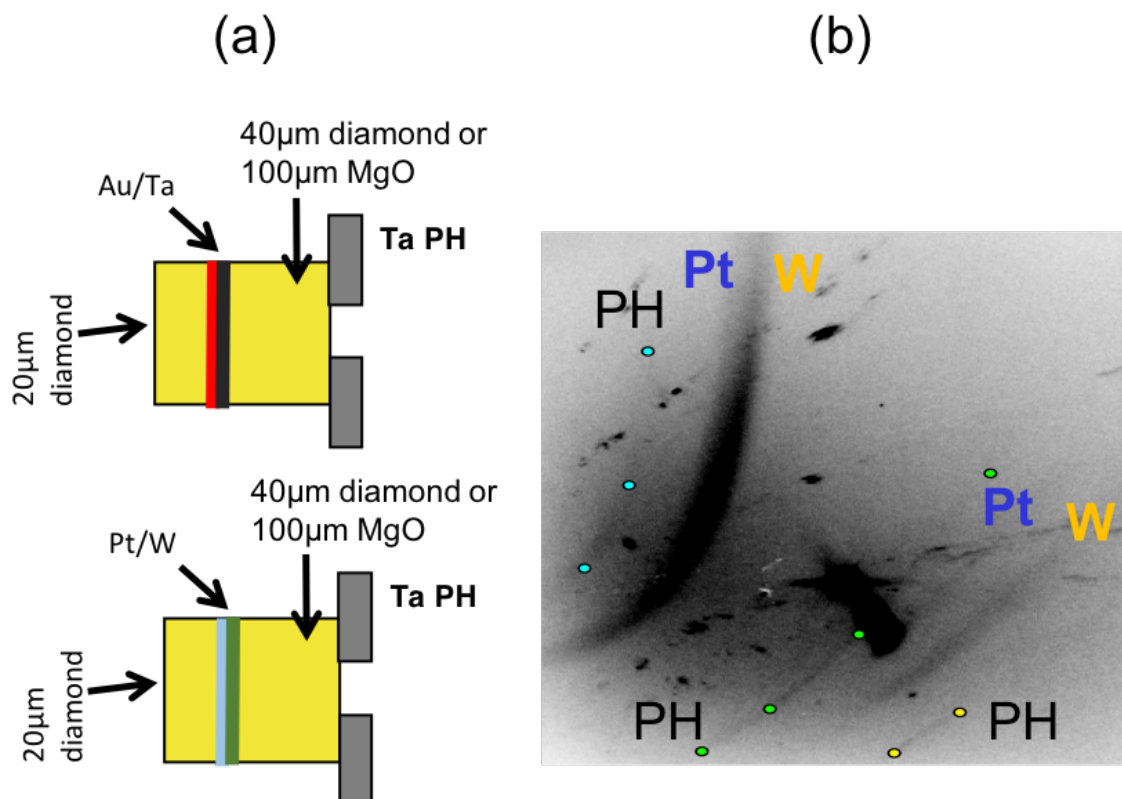 (a)
(b)
40µm diamond or
100µm MgO
Au/Ta
Ta PH
20µm
diamond
40µm diamond or
100µm MgO
Pt/W
Ta PH
20µm
diamond
Pt W
PH
Pt W
PH
PH